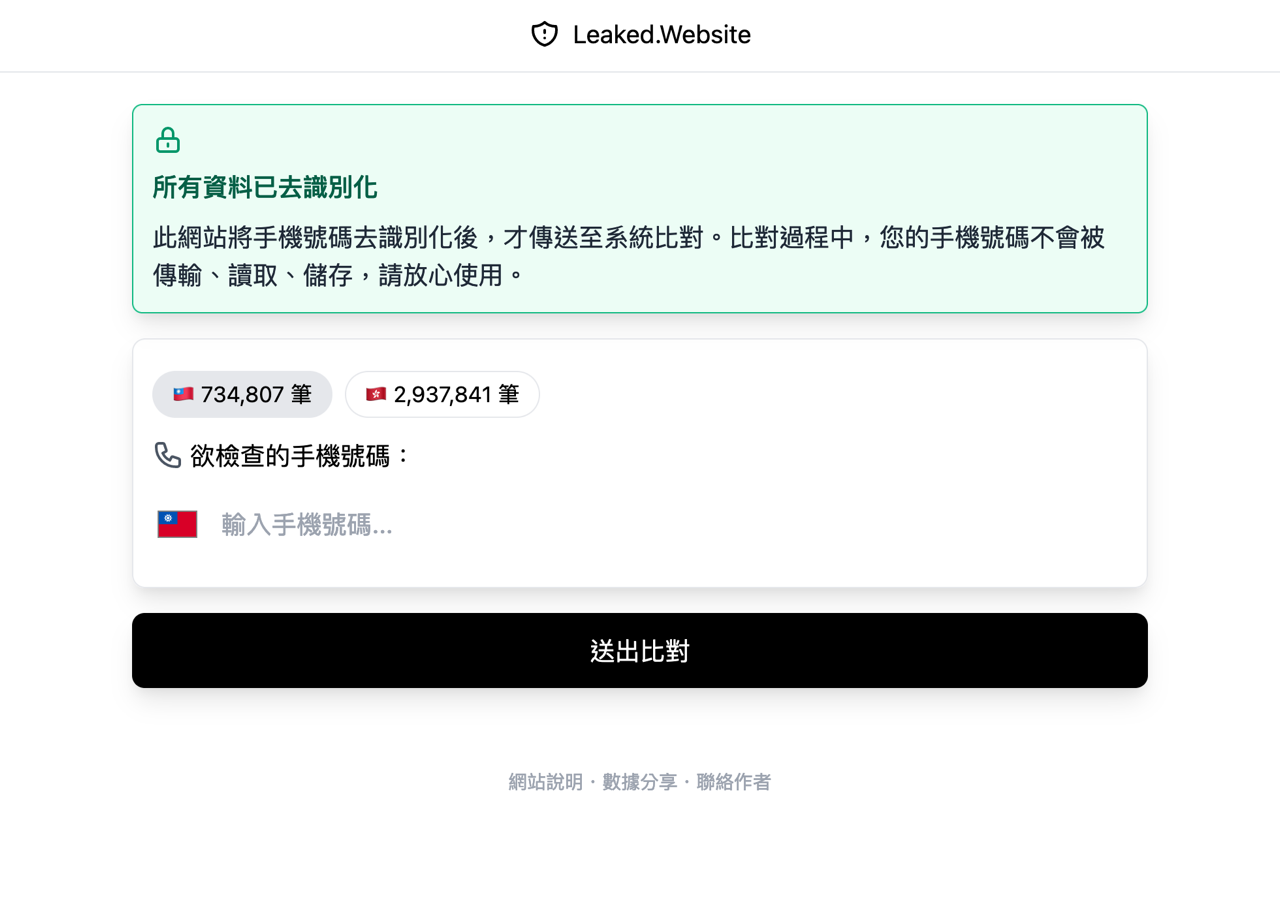 Leaked.Website
所有資料已去識別化
此網站將手機號碼去識別化後，才傳送至系統比對。比對過程中，您的手機號碼不會被
傳輸、讀取、儲存，請放心使用。
🇹🇼 734,807 筆 🇭🇰 2,937,841 筆
欲檢查的手機號碼：
輸入手機號碼...
送出比對
網站說明 · 數據分享 · 聯絡作者